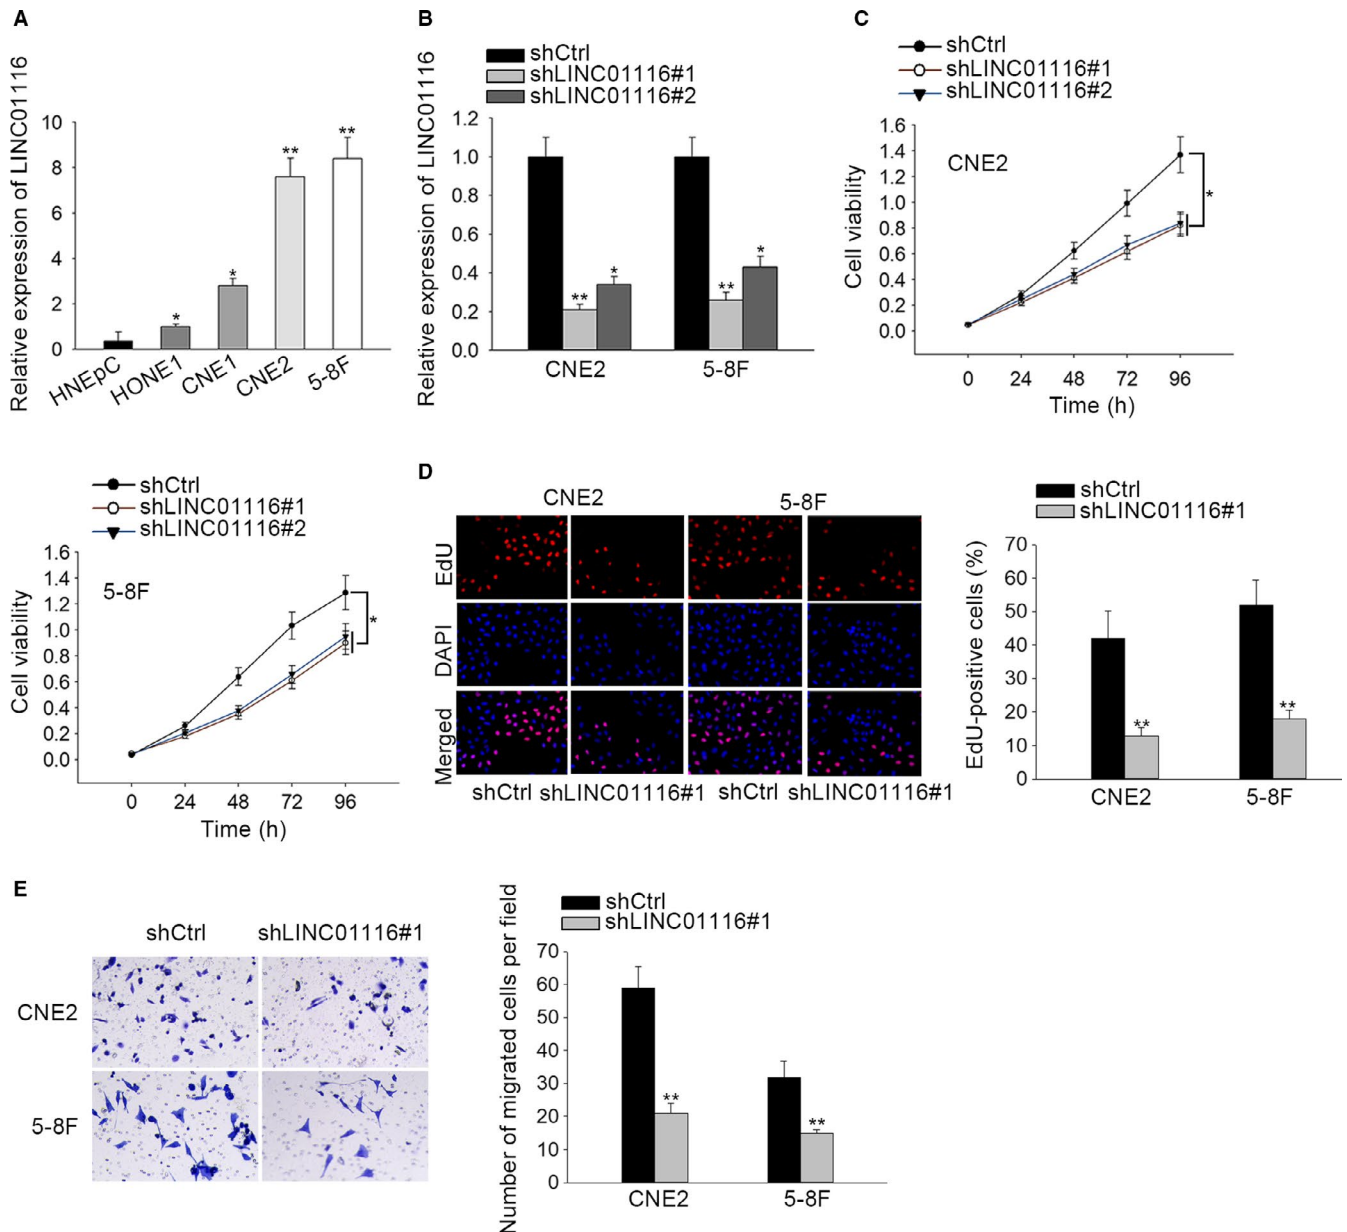 A
Relative expression of LINC01116
10
8
6
4
2
0
**
**
*
*
HNEpC
HONE1
CNE1
CNE2
5-8F
B
shCtrl
shLINC01116#1
shLINC01116#2
Relative expression of LINC01116
1.2
1.0
0.8
0.6
0.4
0.2
0.0
**
*
**
*
CNE2
5-8F
C
shCtrl
shLINC01116#1
shLINC01116#2
CNE2
Cell viability
1.6
1.4
1.2
1.0
0.8
0.6
0.4
0.2
0.0
*
0 24 48 72 96
Time (h)
shCtrl
shLINC01116#1
shLINC01116#2
5-8F
Cell viability
1.6
1.4
1.2
1.0
0.8
0.6
0.4
0.2
0.0
*
0 24 48 72 96
Time (h)
D
CNE2
5-8F
EdU
DAPI
Merged
shCtrl shLINC01116#1 shCtrl shLINC01116#1
shCtrl
shLINC01116#1
EdU-positive cells (%)
70
60
50
40
30
20
10
0
**
**
CNE2
5-8F
E
shCtrl
shLINC01116#1
CNE2
5-8F
shCtrl
shLINC01116#1
Number of migrated cells per field
70
60
50
40
30
20
10
0
**
**
CNE2
5-8F